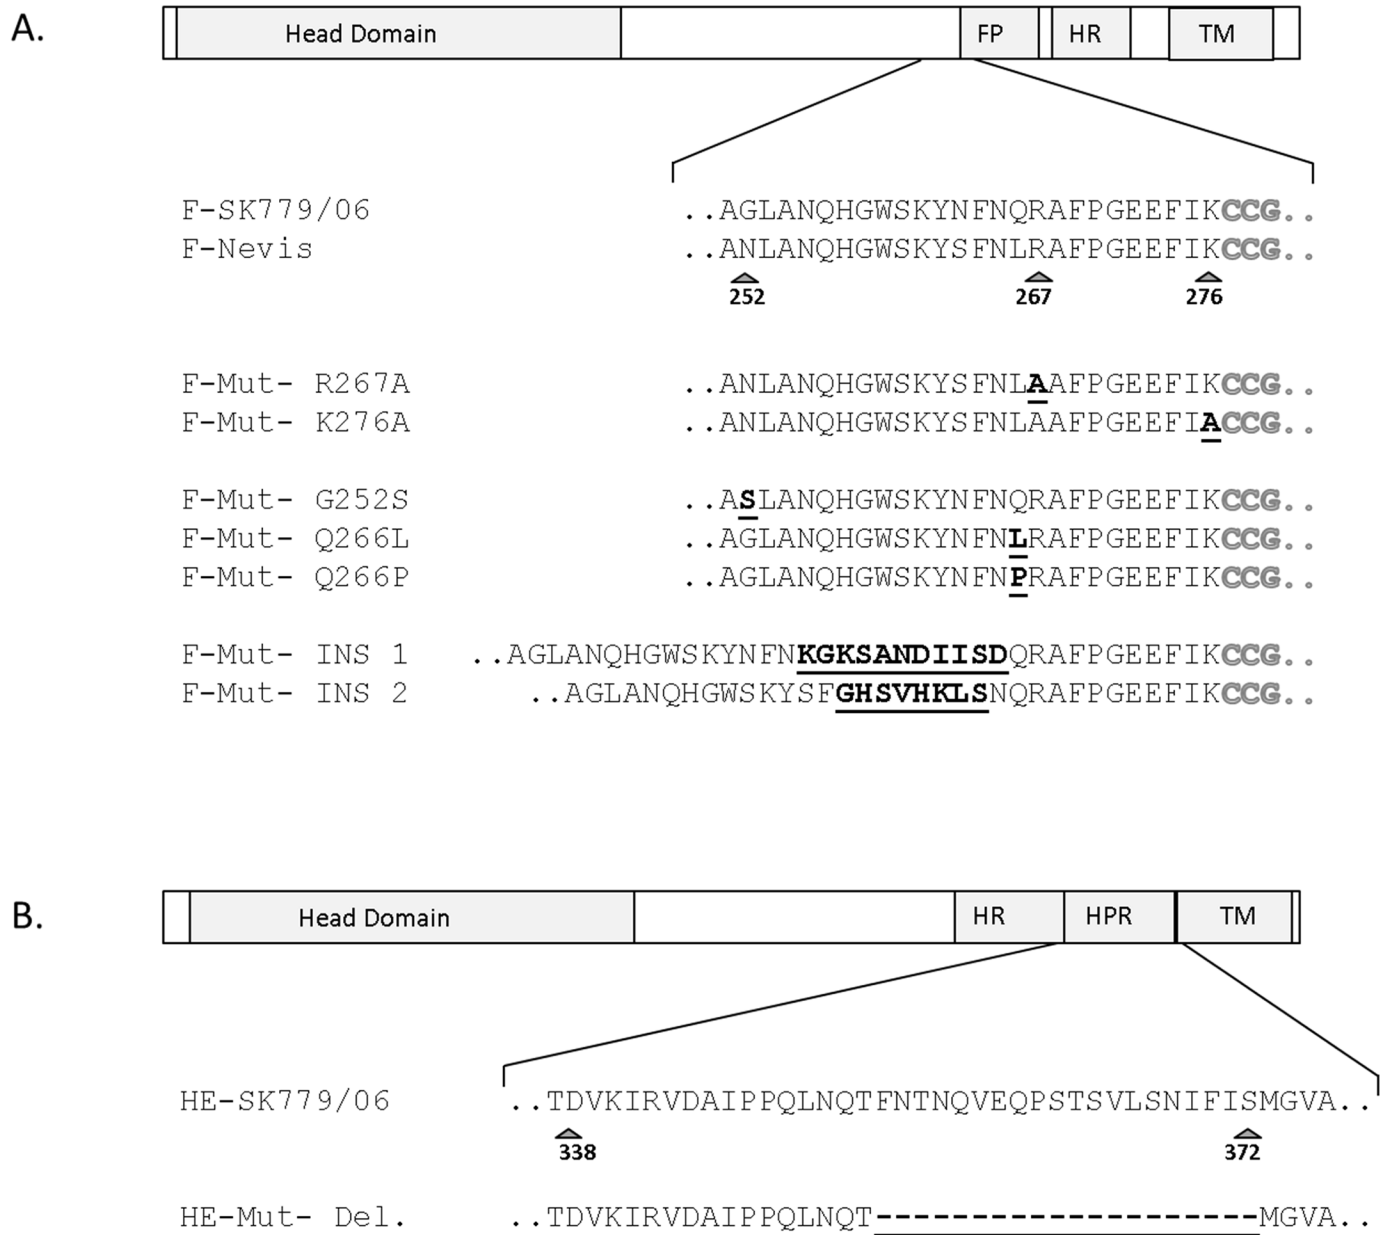 A.
Head Domain FP HR TM
F-SK779/06 ..AGLANQHGWSKYNFNQRAFPGEEFIKCCG..
F-Nevis ..ANLANQHGWSKYSFNLRAFPGEEFIKCCG..
252 267 276
F-Mut- R267A ..ANLANQHGWSKYSFNLAAFPGEEFIKCCG..
F-Mut- K276A ..ANLANQHGWSKYNFNLAAFPGEEFIACCG..
F-Mut- G252S ..ASLANQHGWSKYNFNQRAFPGEEFIKCCG..
F-Mut- Q266L ..AGLANQHGWSKYNFNLRAFPGEEFIKCCG..
F-Mut- Q266P ..AGLANQHGWSKYNFNPRAFPGEEFIKCCG..
F-Mut- INS 1 ..AGLANQHGWSKYNFNKGKSANDIISDQRAFPGEEFIKCCG..
F-Mut- INS 2 ..AGLANQHGWSKYSFGHSVHKLSNQRAFPGEEFIKCCG..
B.
Head Domain HR HPR TM
HE-SK779/06 ..TDVKIRVDAIPPQLNQTFNTNQVEQPSTSVLSNIFISMGVA..
338 372
HE-Mut- Del. ..TDVKIRVDAIPPQLNQT--------------------MGVA..